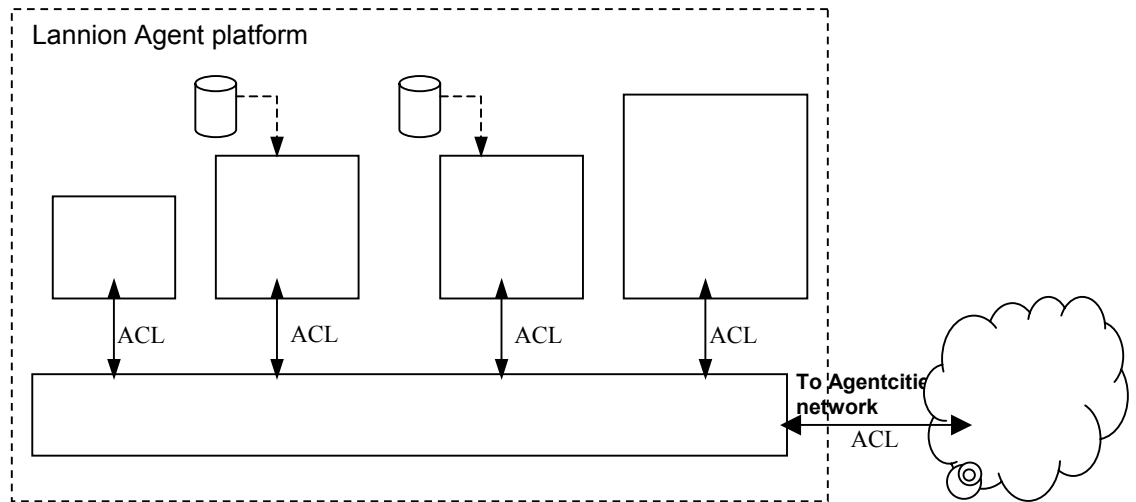 Lannion Agent platform
ACL
ACL
ACL
ACL
To Agentcitie
network
ACL